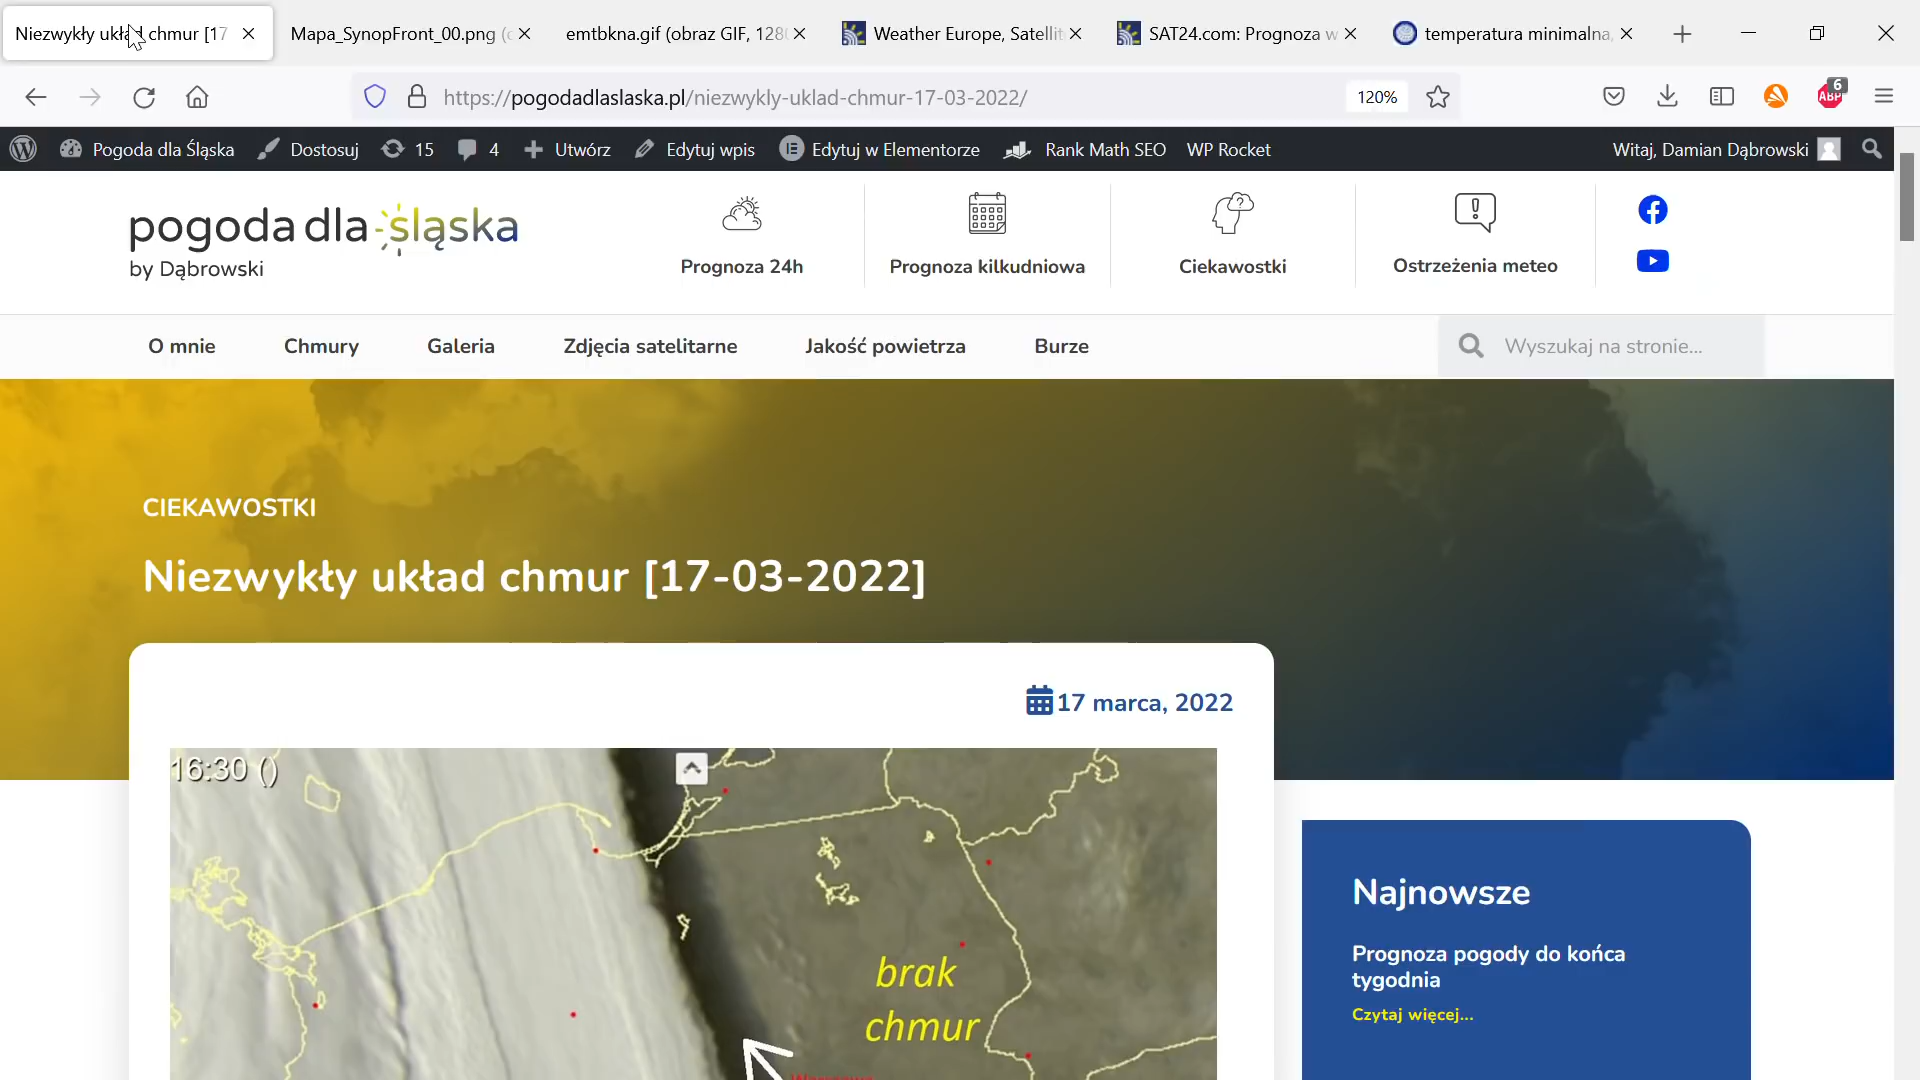 Niezwykły układ chmur [17
Mapa_SynopFront_00.png (
emtbkna.gif (obraz GIF, 128
Weather Europe, Satellit
SAT24.com: Prognoza w
temperatura minimalna,
https://pogodadlaslaska.pl/niezwykly-uklad-chmur-17-03-2022/
120%
ABP
6
Pogoda dla Śląska
Dostosuj
15
4
Utwórz
Edytuj wpis
Edytuj w Elementorze
Rank Math SEO
WP Rocket
Witaj, Damian Dąbrowski
pogoda dla śląska
by Dąbrowski
Prognoza 24h
Prognoza kilkudniowa
Ciekawostki
Ostrzeżenia meteo
O mnie
Chmury
Galeria
Zdjęcia satelitarne
Jakość powietrza
Burze
Wyszukaj na stronie...
CIEKAWOSTKI
Niezwykły układ chmur [17-03-2022]
17 marca, 2022
16:30 ()
brak
chmur
Najnowsze
Prognoza pogody do końca
tygodnia
Czytaj więcej...